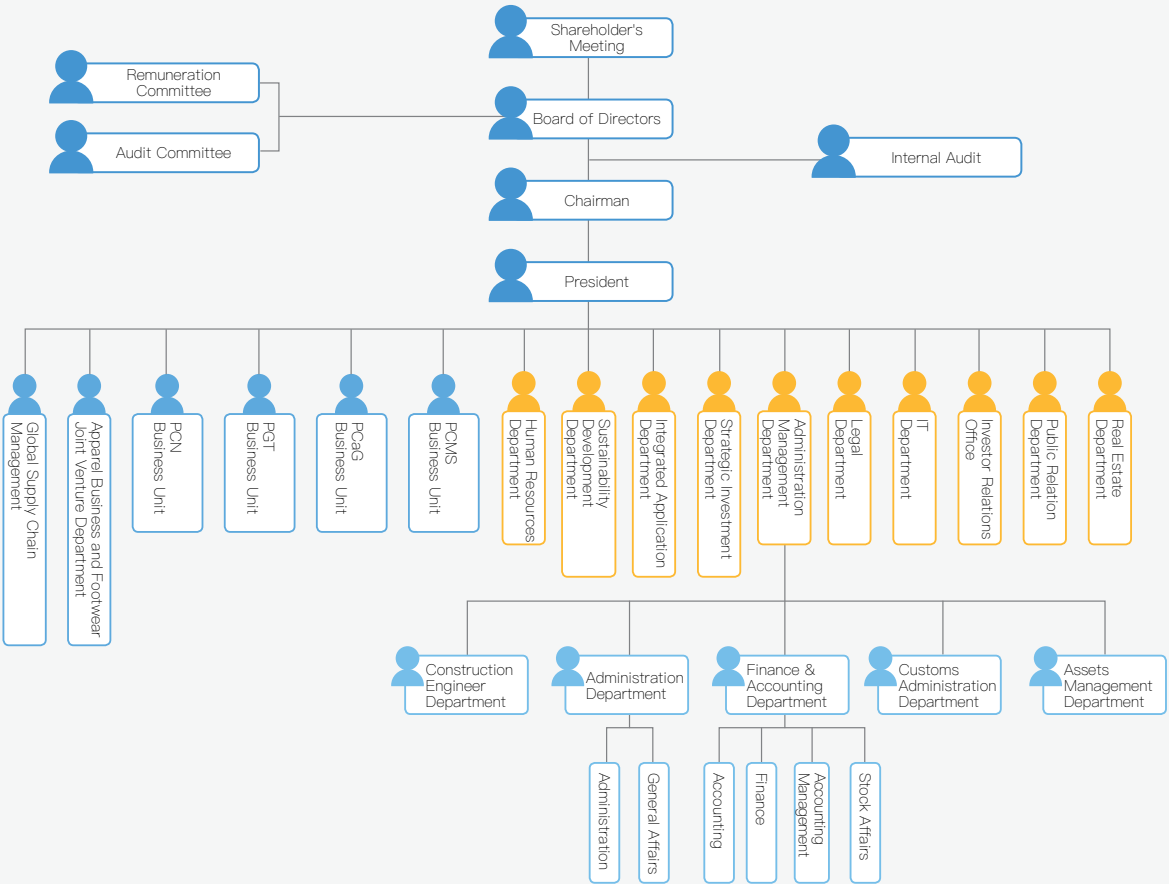 Shareholder's
Meeting
Remuneration
Committee
Board of Directors
Audit Committee
Internal Audit
Chairman
President
Global Supply Chain
Management
Apparel Business and Footwear
Joint Venture Department
PCN
Business Unit
PGT
Business Unit
PCaG
Business Unit
PCMS
Business Unit
Human Resources
Department
Sustainability
Development
Department
Integrated Application
Department
Strategic Investment
Department
Administration
Management
Department
Legal
Department
IT
Department
Investor Relations
Office
Public Relation
Department
Real Estate
Department
Construction
Engineer
Department
Administration
Department
Finance &
Accounting
Department
Customs
Administration
Department
Assets
Management
Department
Administration
General Affairs
Accounting
Finance
Accounting
Management
Stock Affairs